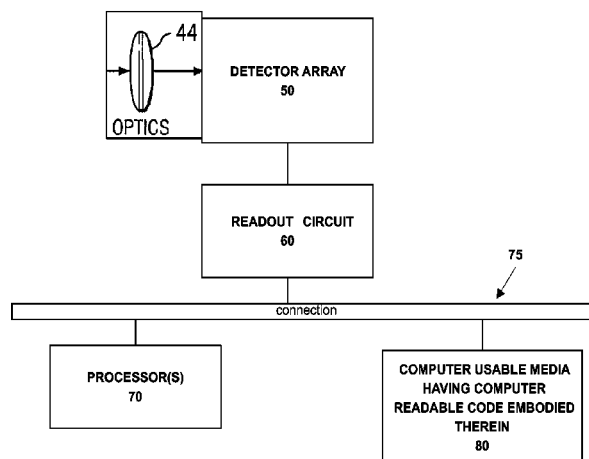 44
OPTICS
DETECTOR ARRAY
50
READOUT CIRCUIT
60
75
connection
PROCESSOR(S)
70
COMPUTER USABLE MEDIA
HAVING COMPUTER
READABLE CODE EMBODIED
THEREIN
80